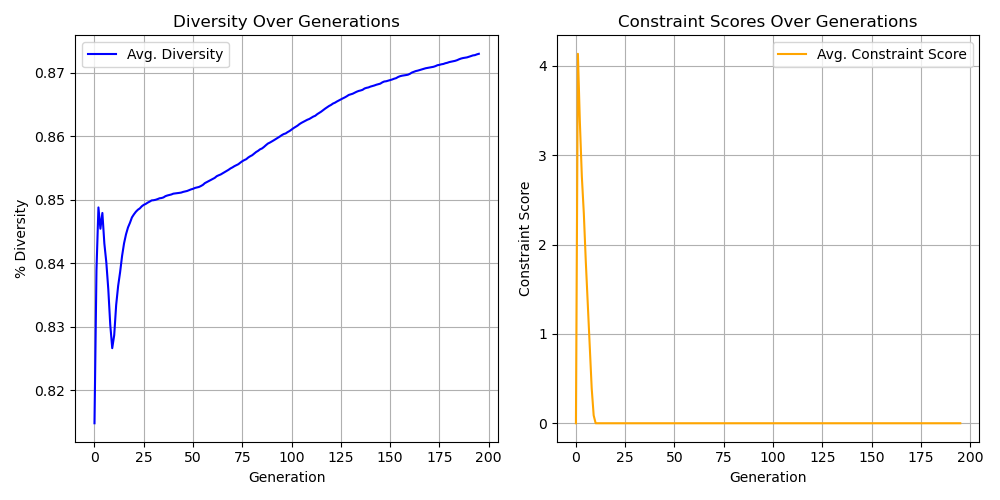 Diversity Over Generations
Avg. Diversity
0.87
0.86
0.85
0.84
0.83
0.82
% Diversity
0 25 50 75 100 125 150 175 200
Generation
Constraint Scores Over Generations
Avg. Constraint Score
4
3
2
1
0
Constraint Score
0 25 50 75 100 125 150 175 200
Generation